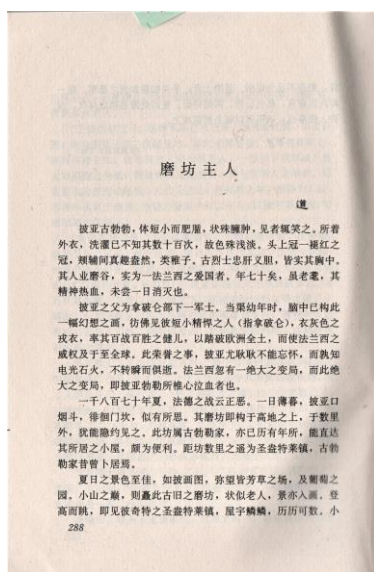 磨坊主人
道
披亚古勃勃，体短小而肥偃，状殊臃肿，见者辄笑之。所着
外衣，洗濯已不知其数十百次，故色殊浅淡。头上冠一褪红之
冠，颊辅间真趣盎然，类稚子。古烈士忠肝义胆，皆实其胸中。
其人业磨谷，实为一法兰西之爱国者。年七十矣，虽老耄，其
精神热血，未尝一日消灭也。
披亚之父为拿破仑部下一军士。当渠幼年时，脑中已构此
一幅幻想之画，彷佛见彼短小精悍之人（指拿破仑），衣灰色之
戎衣，率其百战百胜之健儿，以踏破欧洲全土，而使法兰西之
威权及于至全球。此荣誉之事，披亚尤耿耿不能忘怀，而孰知
电光石火，不转瞬而俱逝。法兰西忽有一绝大之变局，而此绝
大之变局，即披亚勃勃所椎心泣血者也。
一千八百七十年夏，法德之战云正恶。一日薄暮，披亚口
烟斗，徘徊门坎，似有所思。其磨坊即构于高地之上，于数里
外，犹能隐约见之。此坊属古勃勒家，亦已历有年所，能直达
其所居之小屋，颇为便利。距坊数里之遥为圣盎特莱镇，古勃
勒家昔曾卜居焉。
夏日之景色至佳，如披画图，弥望皆芳草之场，及葡萄之
园。小山之巅，则矗此古旧之磨坊，状似老人，景亦入画。登
高而眺，即见彼奇特之圣盎特莱镇，屋宇鳞鳞，历历可数。小
288